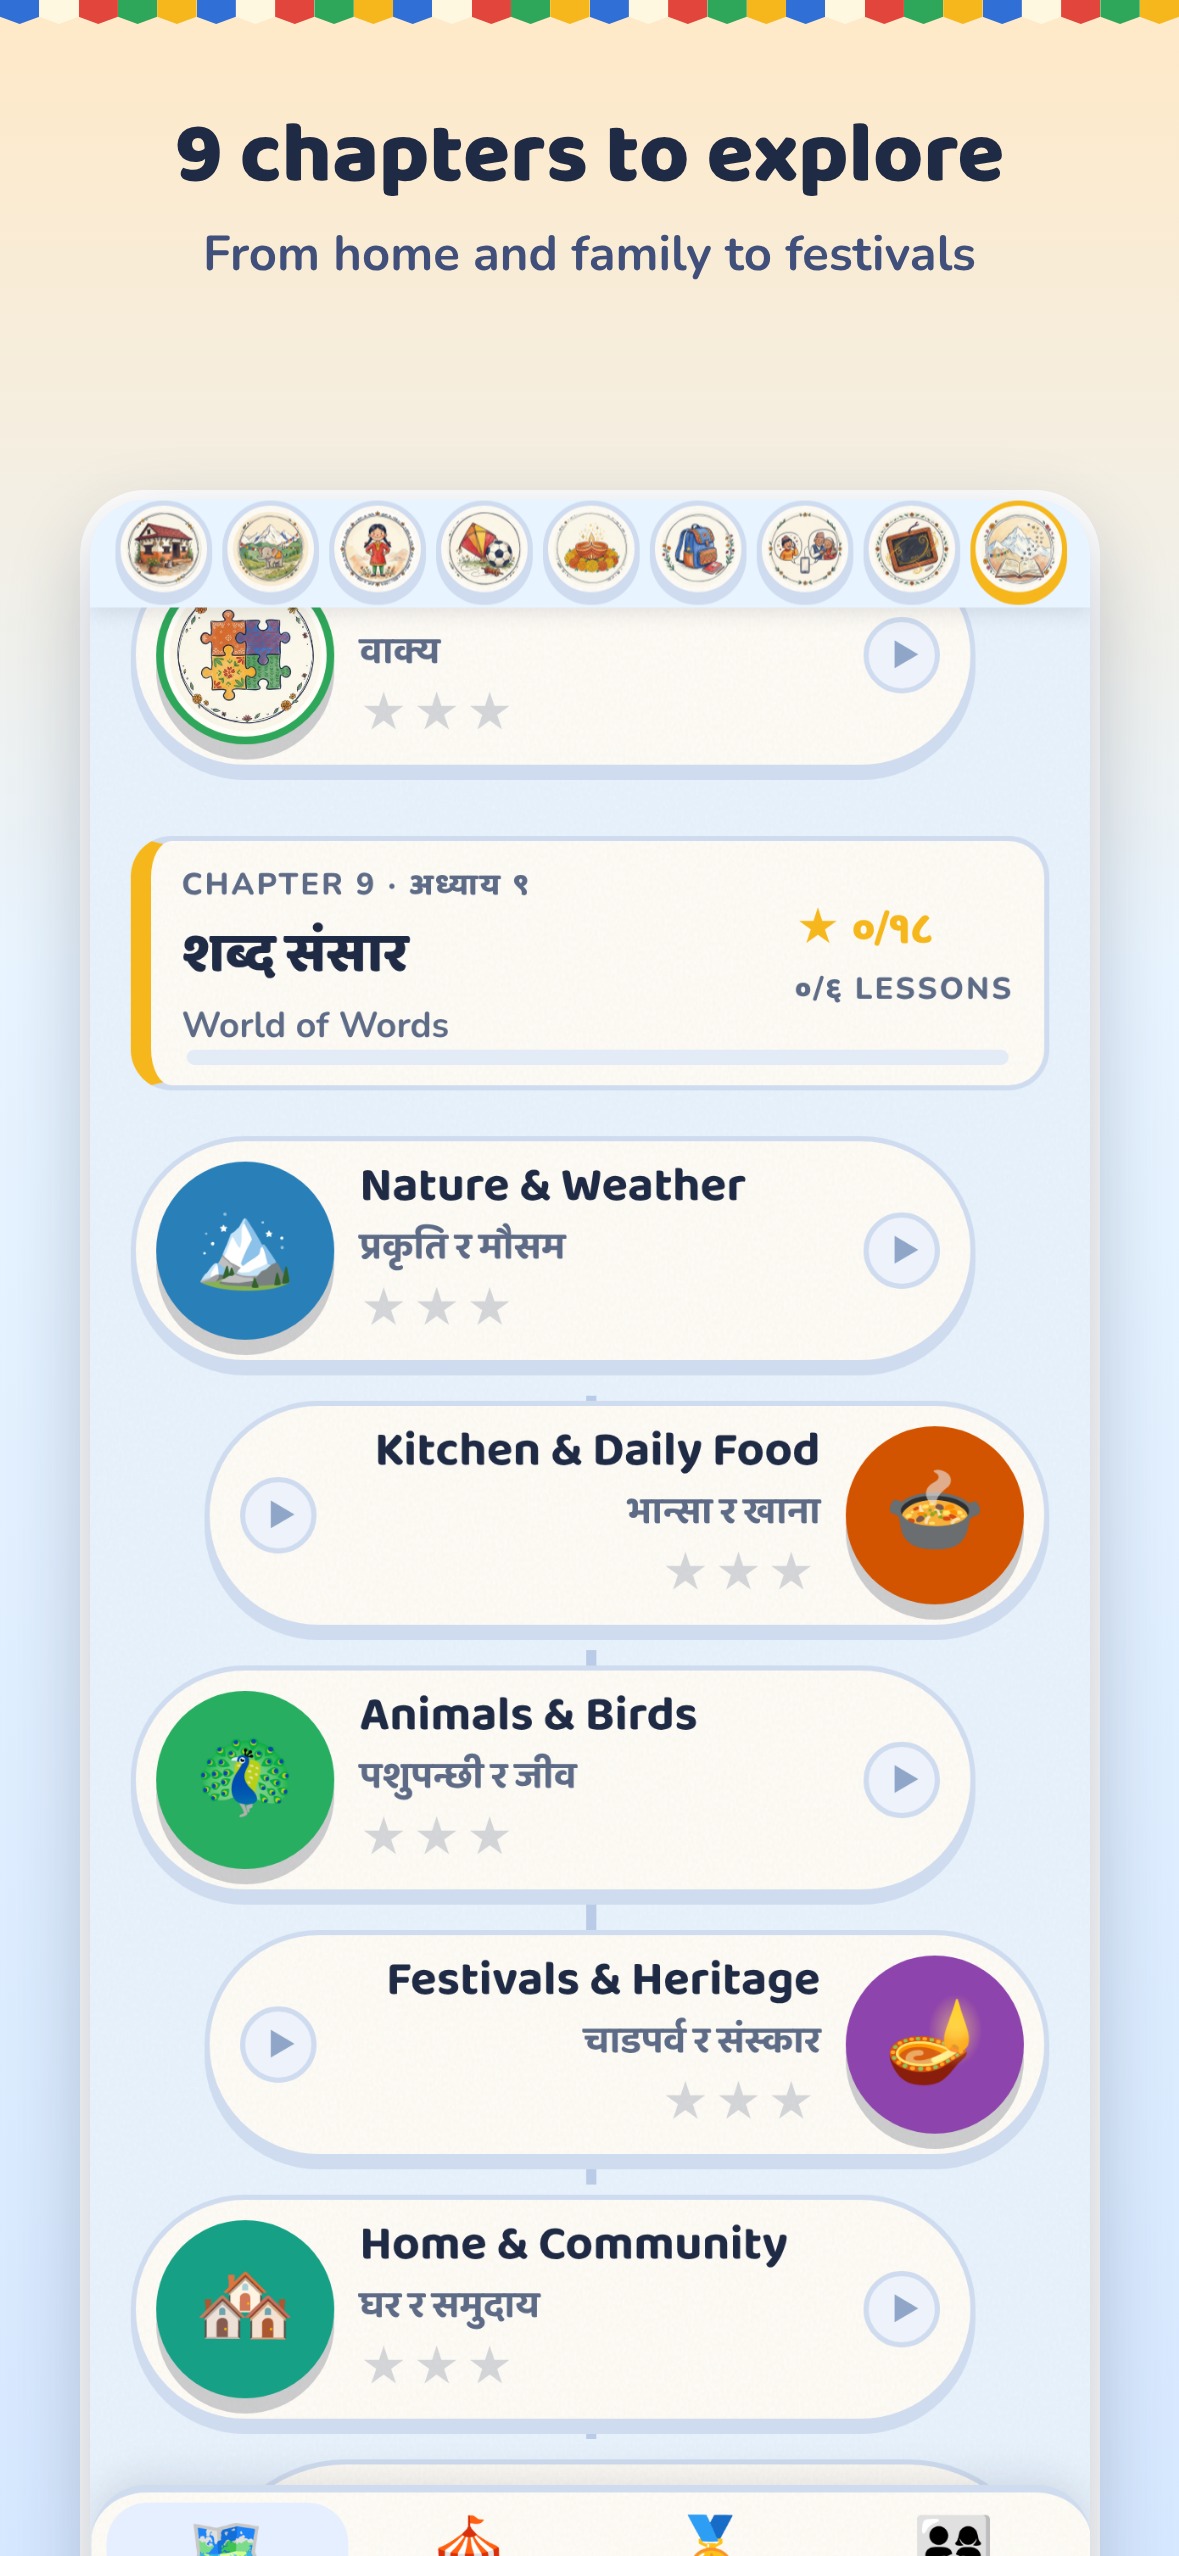 9 chapters to explore
From home and family to festivals
वाक्य
CHAPTER 9 · अध्याय ९
शब्द संसार
World of Words
★ ०/१८
०/६ LESSONS
Nature & Weather
प्रकृति र मौसम
Kitchen & Daily Food
भान्सा र खाना
Animals & Birds
पशुपन्छी र जीव
Festivals & Heritage
चाडपर्व र संस्कार
Home & Community
घर र समुदाय